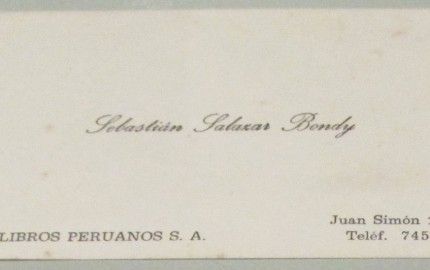 Sebastián Salazar Bondy
Juan Simón
LIBROS PERUANOS S. A.
Teléf. 745